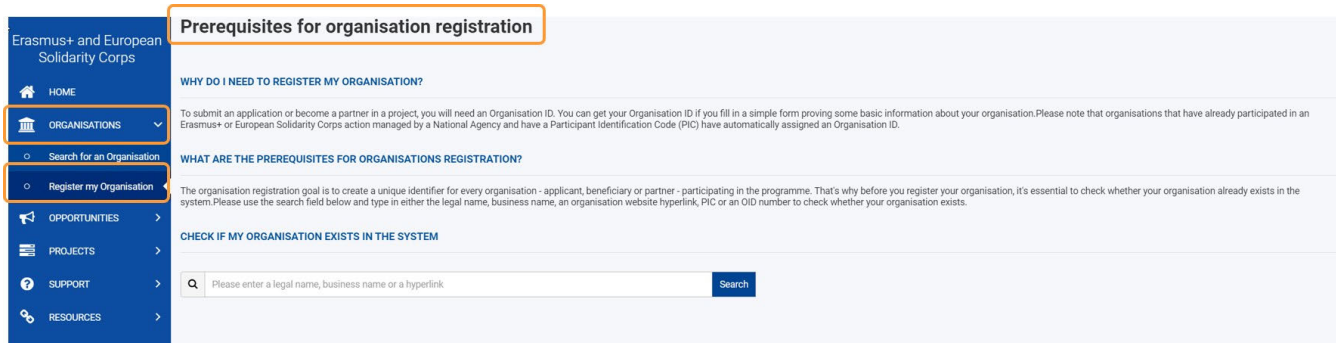 Erasmus+ and European
Solidarity Corps
HOME
ORGANISATIONS
Search for an Organisation
Register my Organisation
OPPORTUNITIES
PROJECTS
SUPPORT
RESOURCES
Prerequisites for organisation registration
WHY DO I NEED TO REGISTER MY ORGANISATION?
To submit an application or become a partner in a project, you will need an Organisation ID. You can get your Organisation ID if you fill in a simple form proving some basic information about your organisation.Please note that organisations that have already participated in an
Erasmus+ or European Solidarity Corps action managed by a National Agency and have a Participant Identification Code (PIC) have automatically assigned an Organisation ID.
WHAT ARE THE PREREQUISITES FOR ORGANISATIONS REGISTRATION?
The organisation registration goal is to create a unique identifier for every organisation - applicant, beneficiary or partner - participating in the programme. That's why before you register your organisation, it's essential to check whether your organisation already exists in the
system.Please use the search field below and type in either the legal name, business name, an organisation website hyperlink, PIC or an OID number to check whether your organisation exists.
CHECK IF MY ORGANISATION EXISTS IN THE SYSTEM
Please enter a legal name, business name or a hyperlink
Search